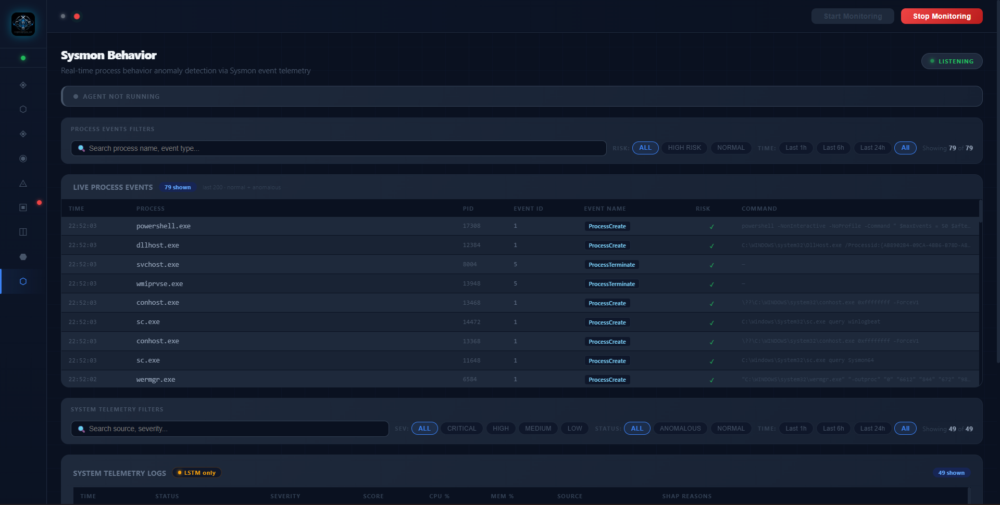 Start Monitoring
Stop Monitoring
Sysmon Behavior
Real-time process behavior anomaly detection via Sysmon event telemetry
LISTENING
AGENT NOT RUNNING
PROCESS EVENTS FILTERS
Search process name, event type... RISK: ALL HIGH RISK NORMAL TIME: Last 1h Last 6h Last 24h All Showing 79 of 79
LIVE PROCESS EVENTS 79 shown last 200 · normal + anomalous
TIME PROCESS PID EVENT ID EVENT NAME RISK COMMAND
22:52:03 powershell.exe 17308 1 ProcessCreate ✓ powershell -NonInteractive -NoProfile -Command " $maxEvents = 50 $afte…
22:52:03 dllhost.exe 12384 1 ProcessCreate ✓ C:\WINDOWS\system32\DllHost.exe /Processid:{AB8902B4-09CA-4BB6-B78D-A8…
22:52:03 svchost.exe 8004 5 ProcessTerminate ✓ —
22:52:03 wmiprvse.exe 13948 5 ProcessTerminate ✓ —
22:52:03 conhost.exe 13468 1 ProcessCreate ✓ \??\C:\WINDOWS\system32\conhost.exe 0xffffffff -ForceV1
22:52:03 sc.exe 14472 1 ProcessCreate ✓ C:\Windows\System32\sc.exe query winlogbeat
22:52:03 conhost.exe 13368 1 ProcessCreate ✓ \??\C:\WINDOWS\system32\conhost.exe 0xffffffff -ForceV1
22:52:03 sc.exe 11648 1 ProcessCreate ✓ C:\Windows\System32\sc.exe query Sysmon64
22:52:02 wermgr.exe 6584 1 ProcessCreate ✓ "C:\WINDOWS\system32\wermgr.exe" "-outproc" "0" "6612" "844" "672" "98…
SYSTEM TELEMETRY FILTERS
Search source, severity... SEV: ALL CRITICAL HIGH MEDIUM LOW STATUS: ALL ANOMALOUS NORMAL TIME: Last 1h Last 6h Last 24h All Showing 49 of 49
SYSTEM TELEMETRY LOGS LSTM only 49 shown
TIME STATUS SEVERITY SCORE CPU % MEM % SOURCE SHAP REASONS